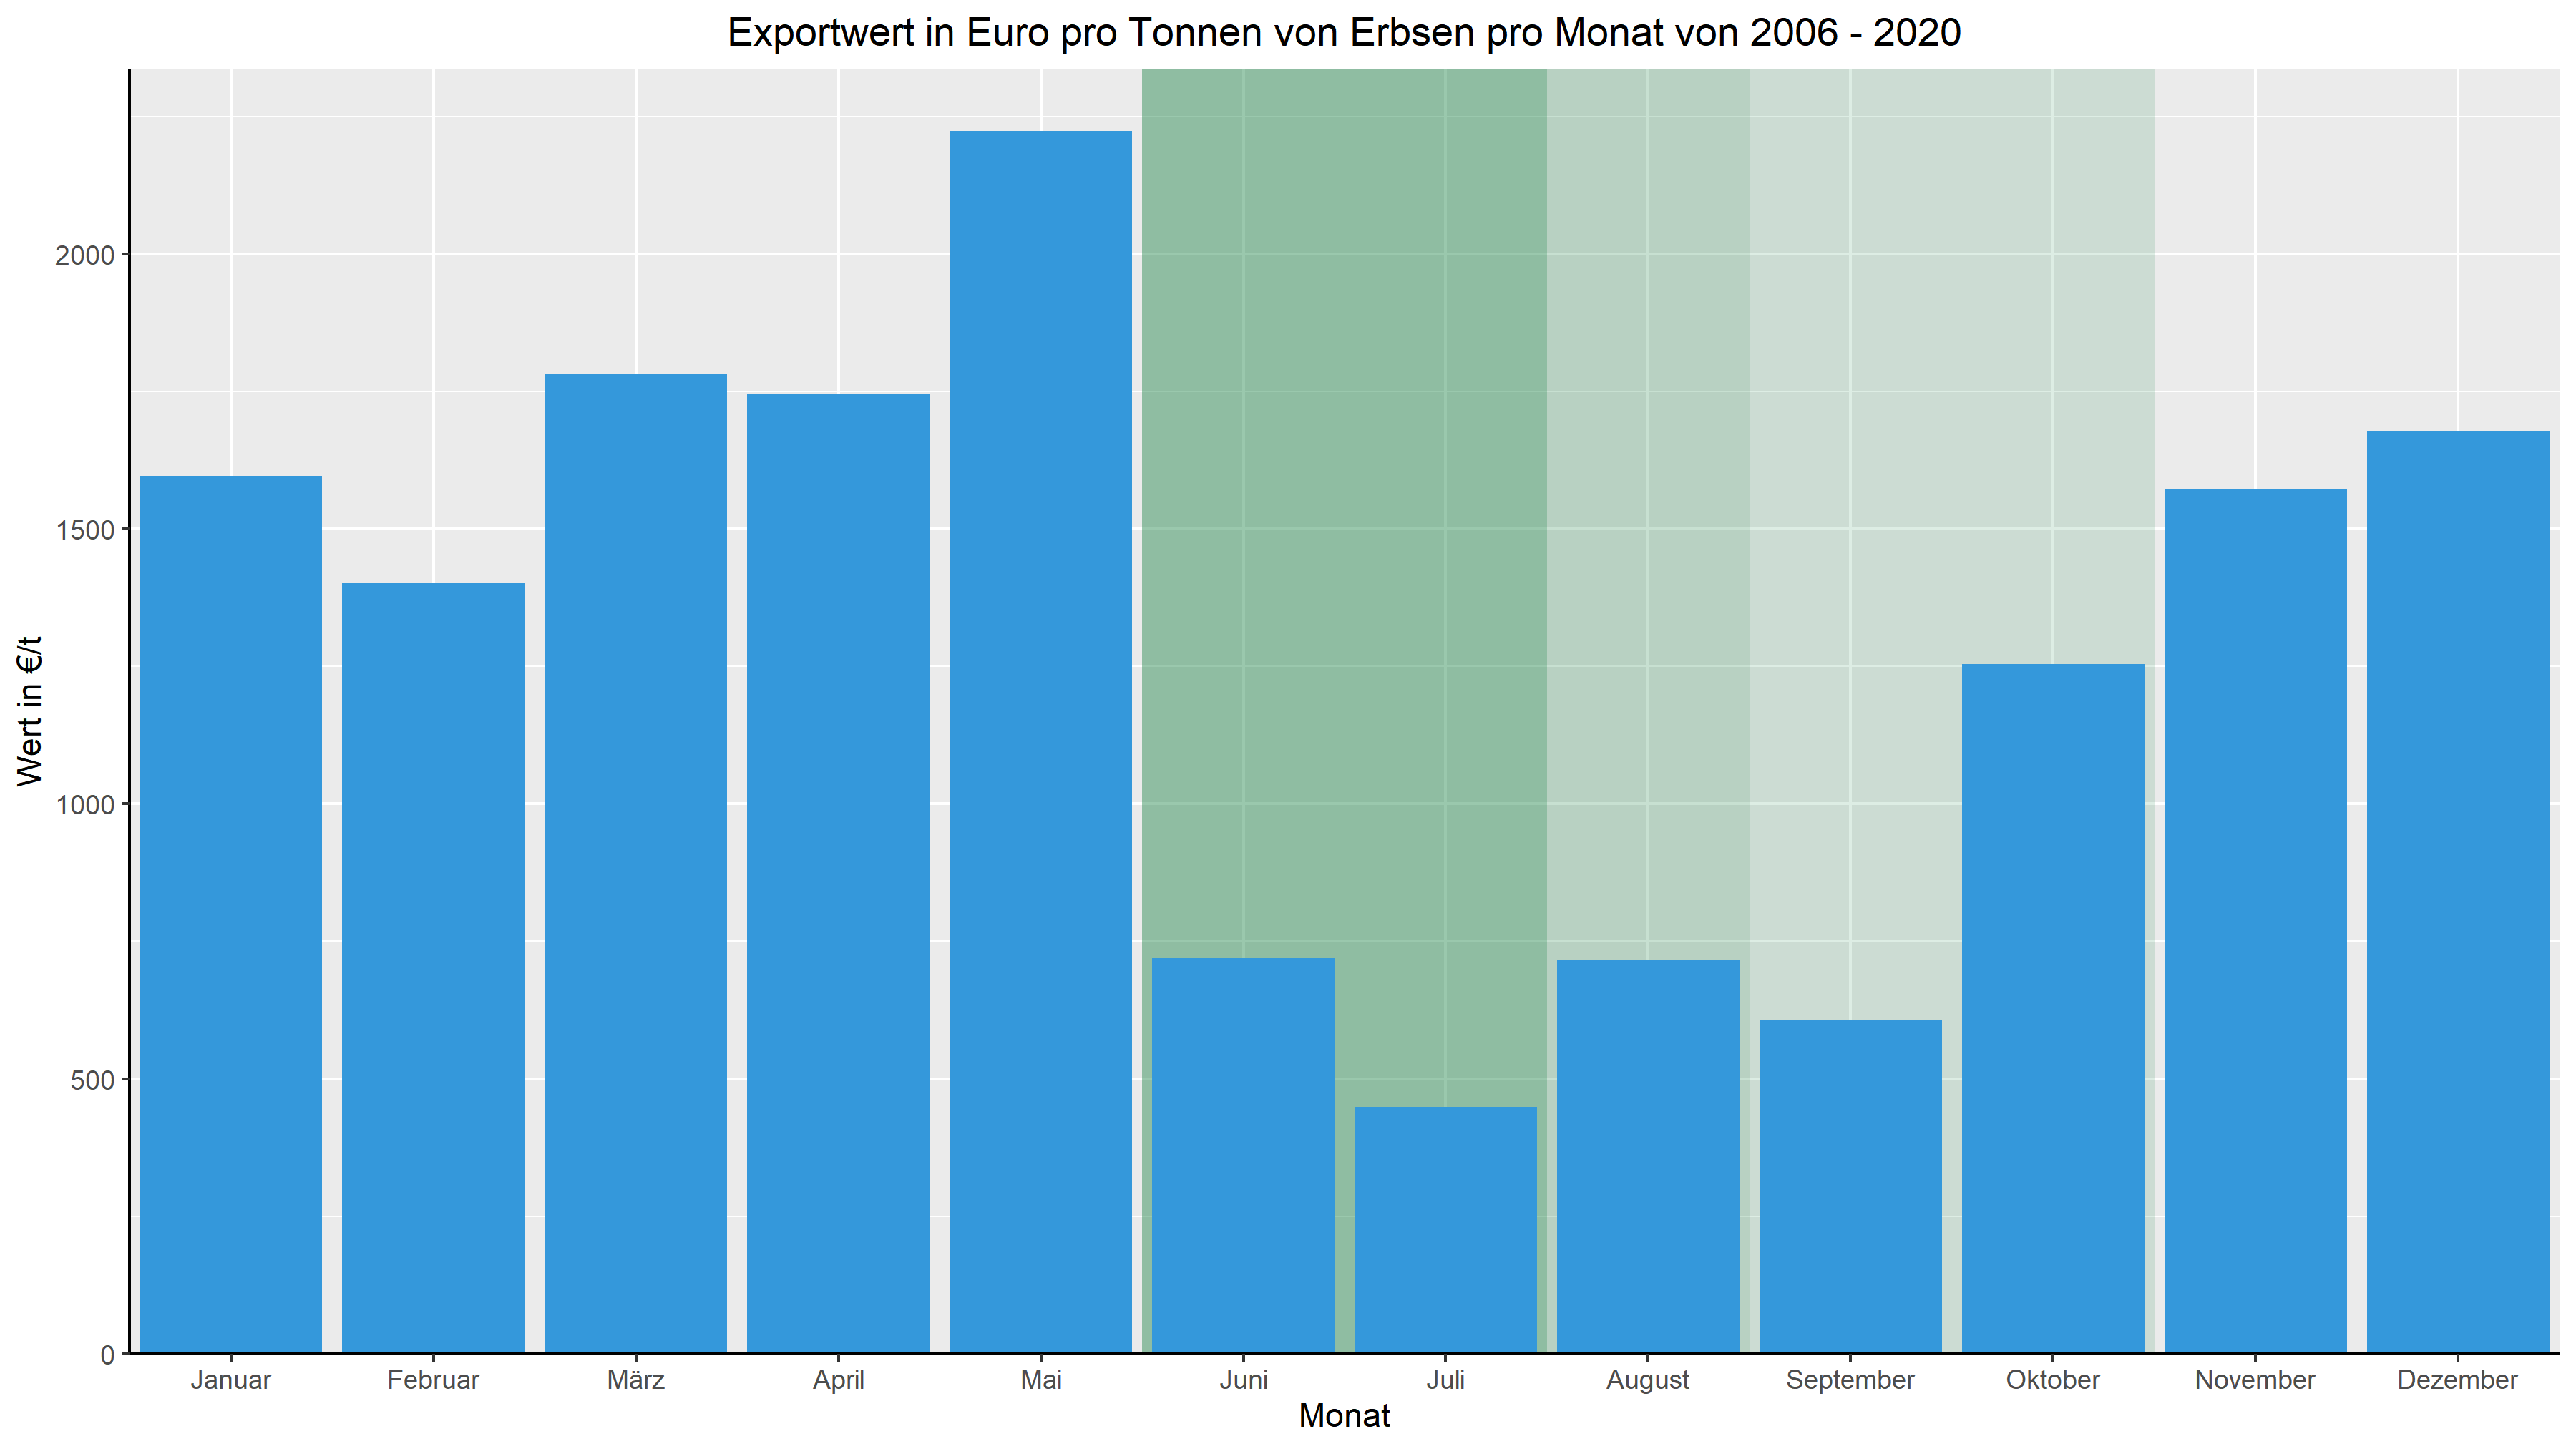 Exportwert in Euro pro Tonnen von Erbsen pro Monat von 2006 - 2020
Wert in €/t
2000
1500
1000
500
0
Januar Februar März April Mai Juni Juli August September Oktober November Dezember
Monat